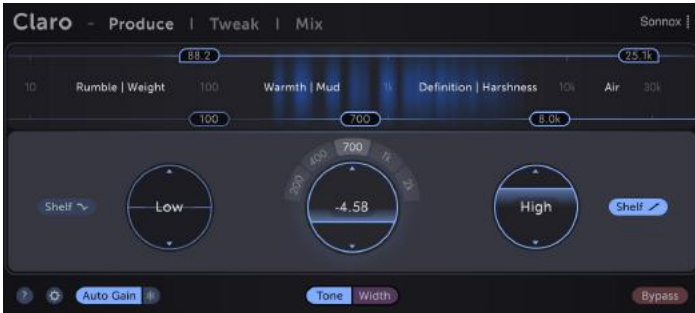 Claro - Produce | Tweak | Mix Sonnox
88.2 25.1k
10 Rumble | Weight 100 Warmth | Mud 1k Definition | Harshness 10k Air 30k
100 700 8.0k
200 400 700 1k 2k
Shelf Low -4.58 High Shelf
? Auto Gain Tone Width Bypass